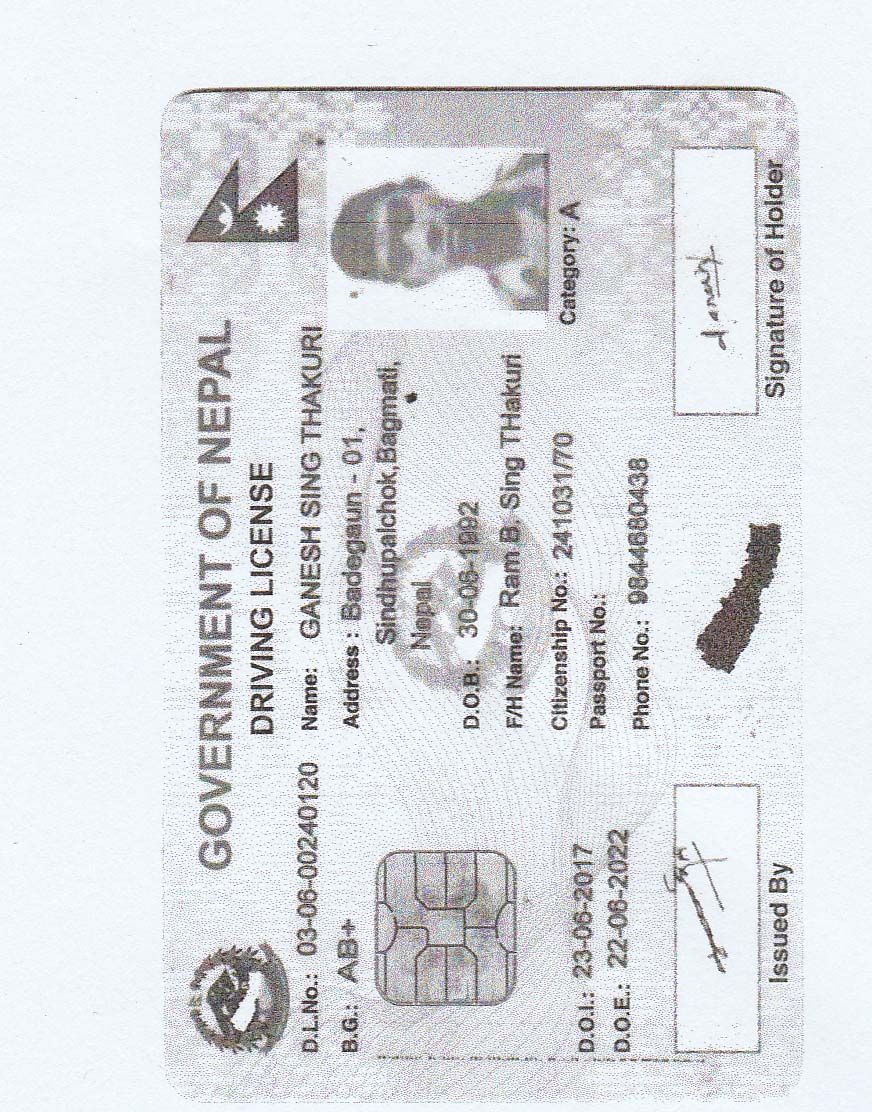 GOVERNMENT OF NEPAL
DRIVING LICENSE
D.L.No.: 03-06-00240120
B.G.: AB+
Name: GANESH SING THAKURI
Address : Badegaun - 01,
Sindhupalchok,Bagmati,
Nepal
D.O.B.: 30-06-1992
F/H Name: Ram B. Sing THakuri
Citizenship No.: 241031/70
Passport No.:
Phone No.: 9844680438
D.O.I.: 23-06-2017
D.O.E.: 22-06-2022
Category: A
Issued By
Signature of Holder